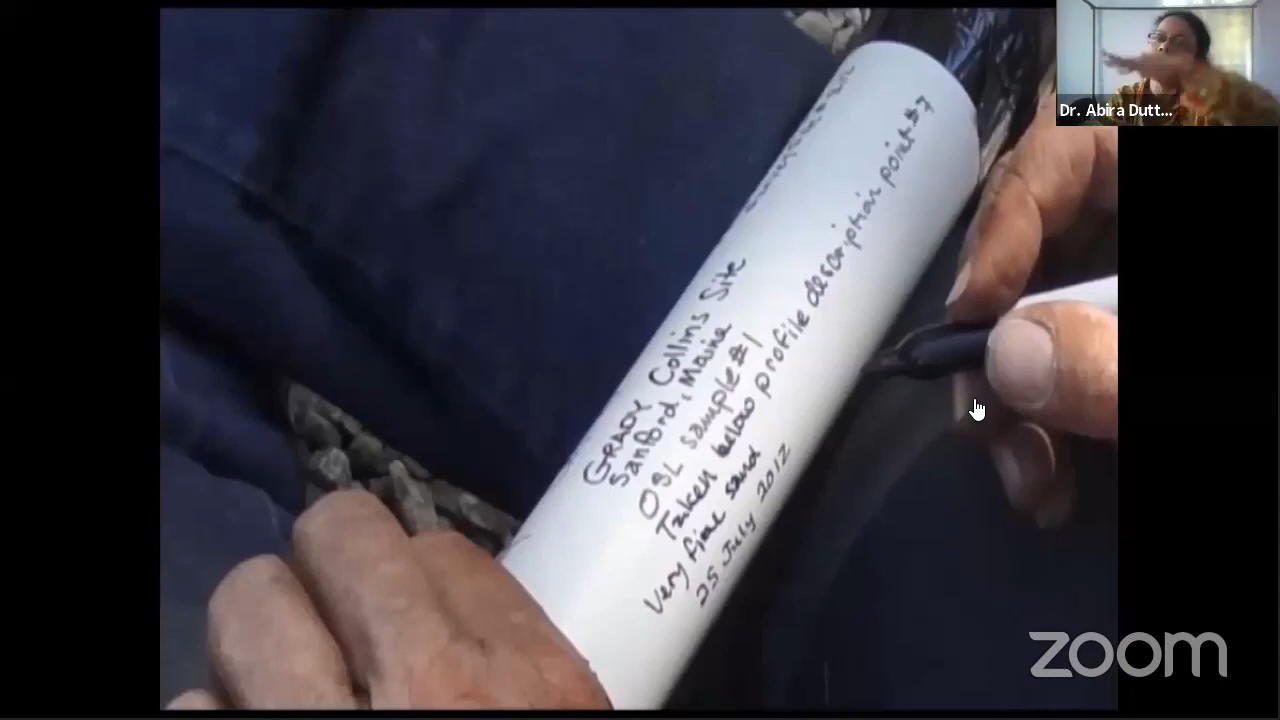 Dr. Abira Dutt...
GRADY Collins Site
Sanford, Maine
OSL sample #1
Taken below profile description point #7
Very fine sand
25 July 2012
zoom